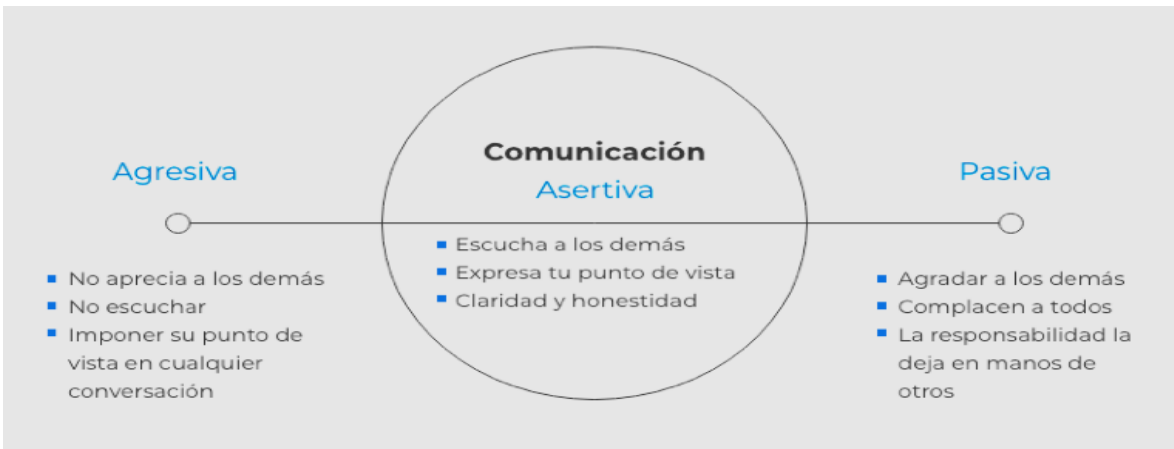 Comunicación
Asertiva
Agresiva
Pasiva
Escucha a los demás
Expresa tu punto de vista
Claridad y honestidad
No aprecia a los demás
No escuchar
Imponer su punto de
vista en cualquier
conversación
Agradar a los demás
Complacen a todos
La responsabilidad la
deja en manos de
otros